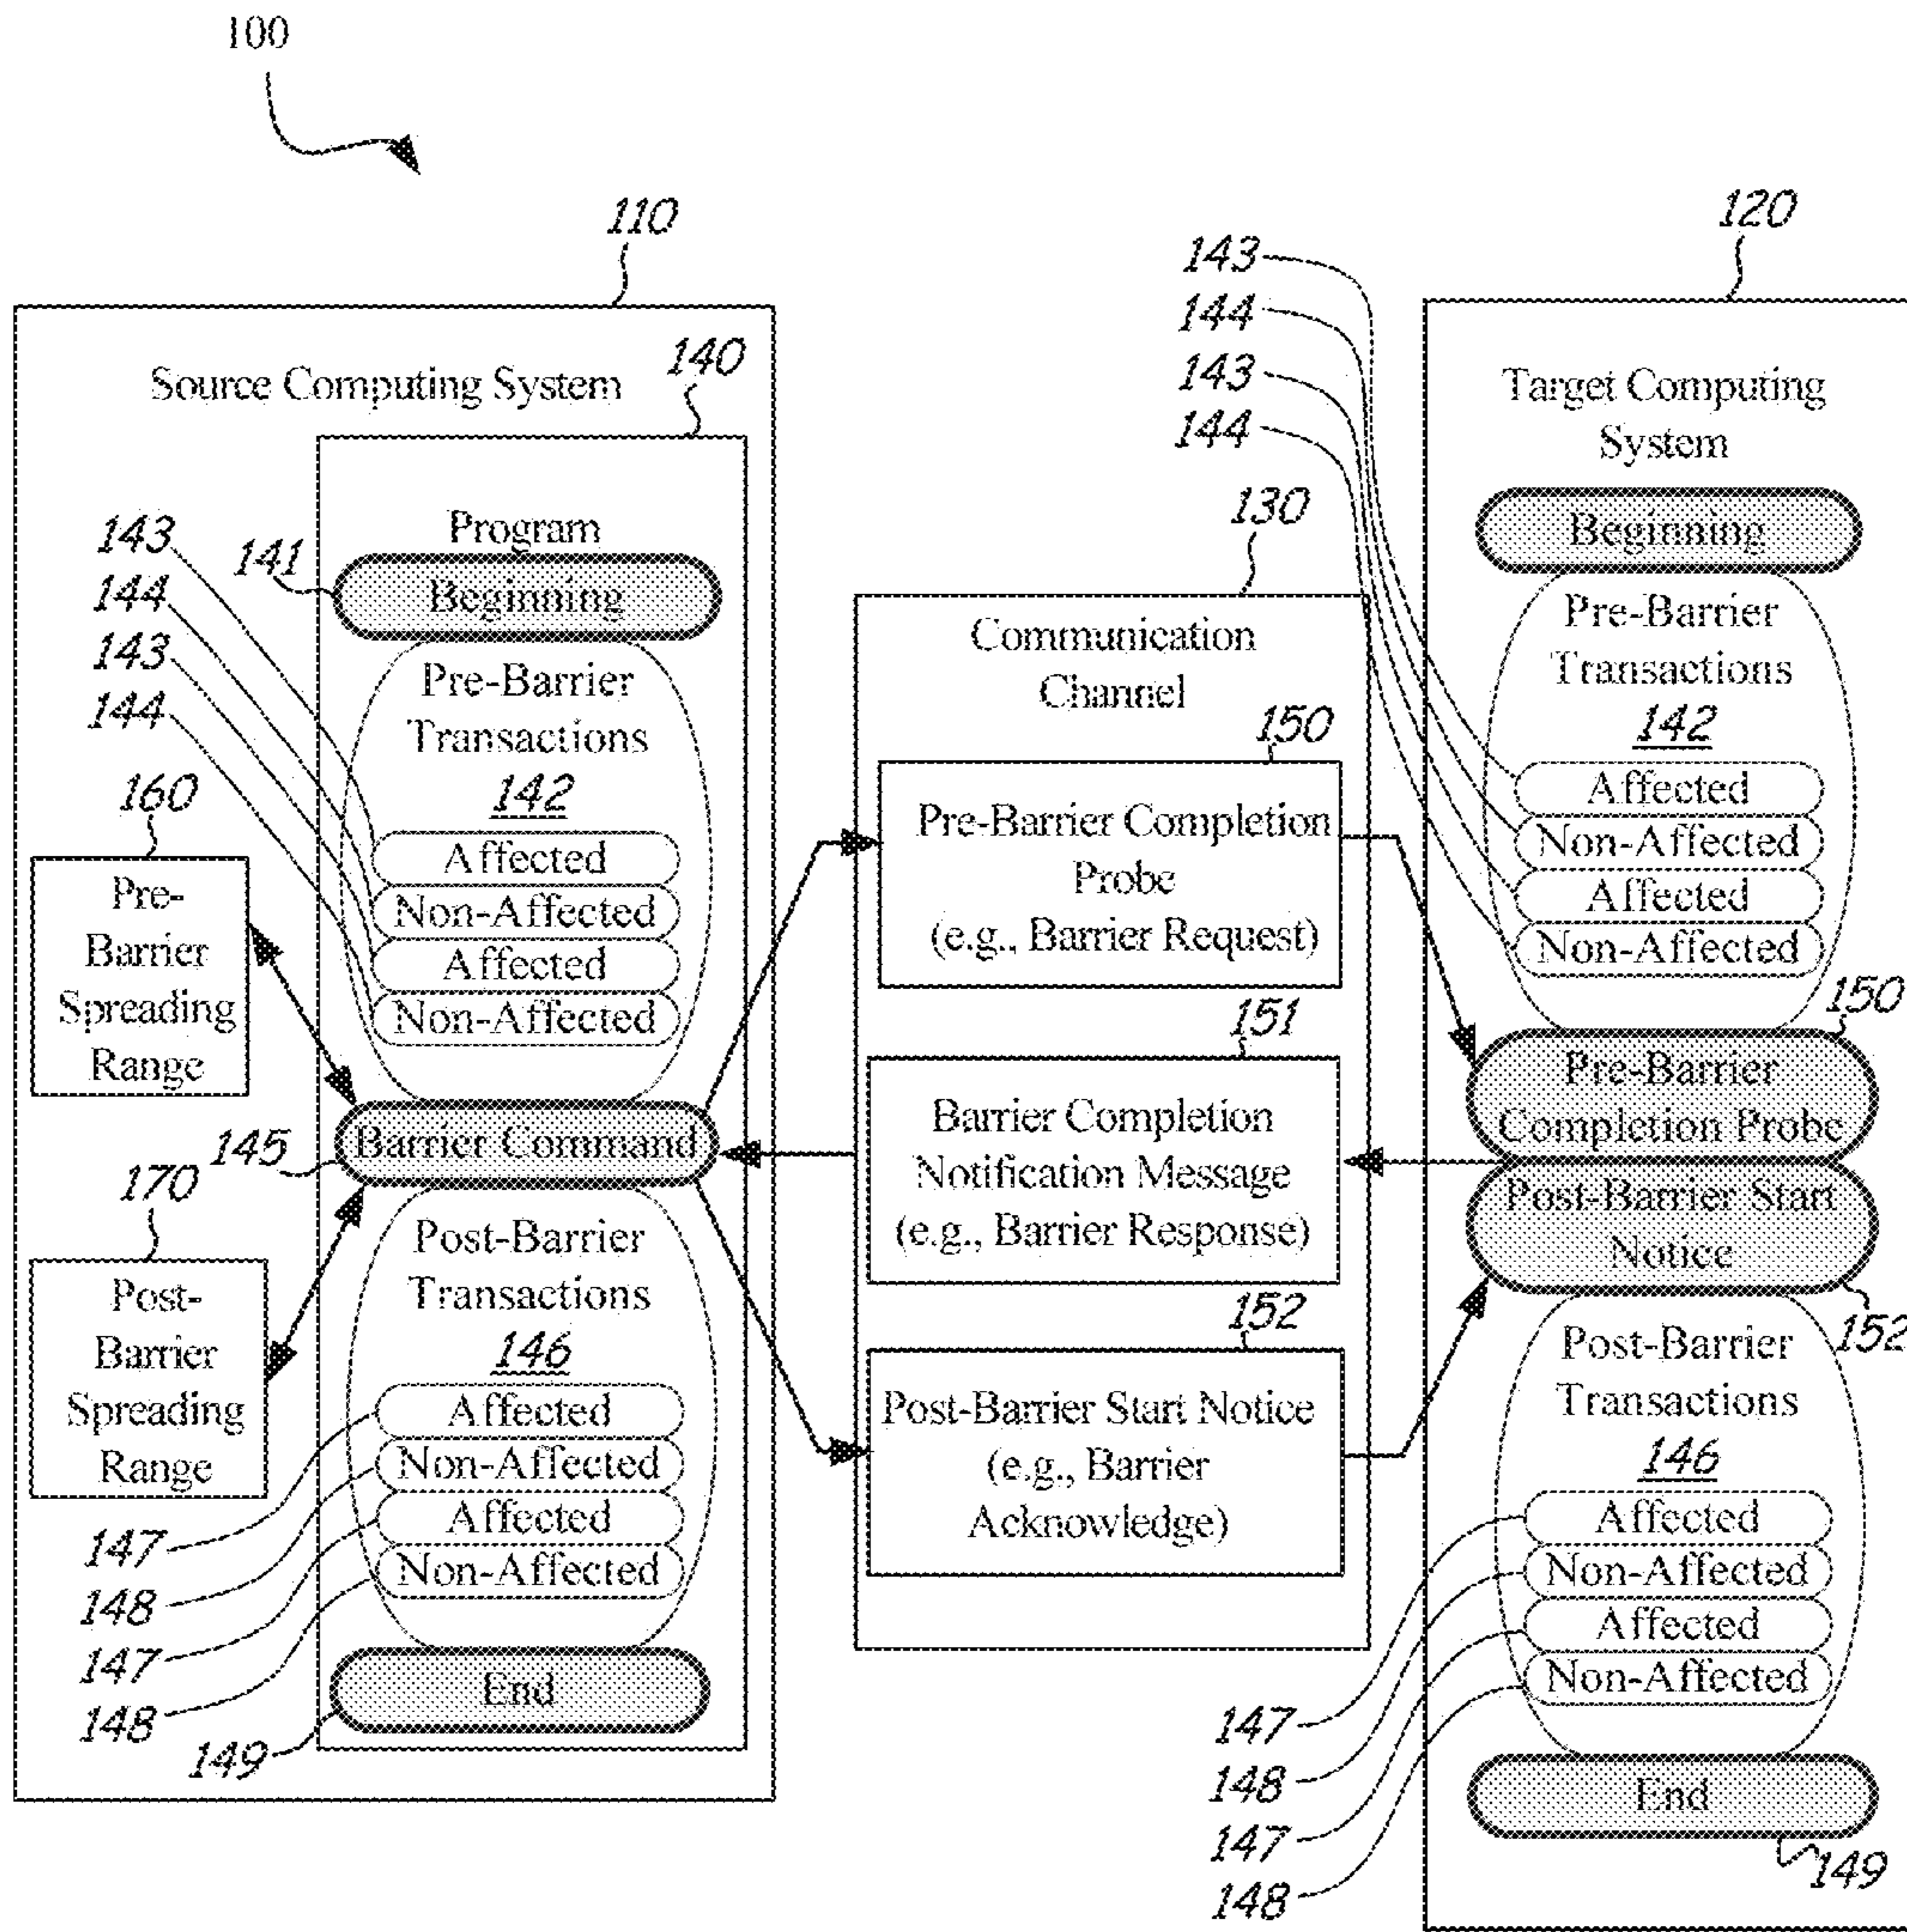 100
110
Source Computing System
140
Program
141
Beginning
143
144
143
144
Pre-Barrier
Transactions
142
Affected
Non-Affected
Affected
Non-Affected
160
Pre-
Barrier
Spreading
Range
145
Barrier Command
170
Post-
Barrier
Spreading
Range
Post-Barrier
Transactions
146
Affected
Non-Affected
Affected
Non-Affected
147
148
147
148
End
149
130
Communication
Channel
150
Pre-Barrier Completion
Probe
(e.g., Barrier Request)
151
Barrier Completion
Notification Message
(e.g., Barrier Response)
152
Post-Barrier Start Notice
(e.g., Barrier
Acknowledge)
120
Target Computing
System
Beginning
143
144
143
144
Pre-Barrier
Transactions
142
Affected
Non-Affected
Affected
Non-Affected
150
Pre-Barrier
Completion Probe
Post-Barrier Start
Notice
152
Post-Barrier
Transactions
146
Affected
Non-Affected
Affected
Non-Affected
147
148
147
148
End
149